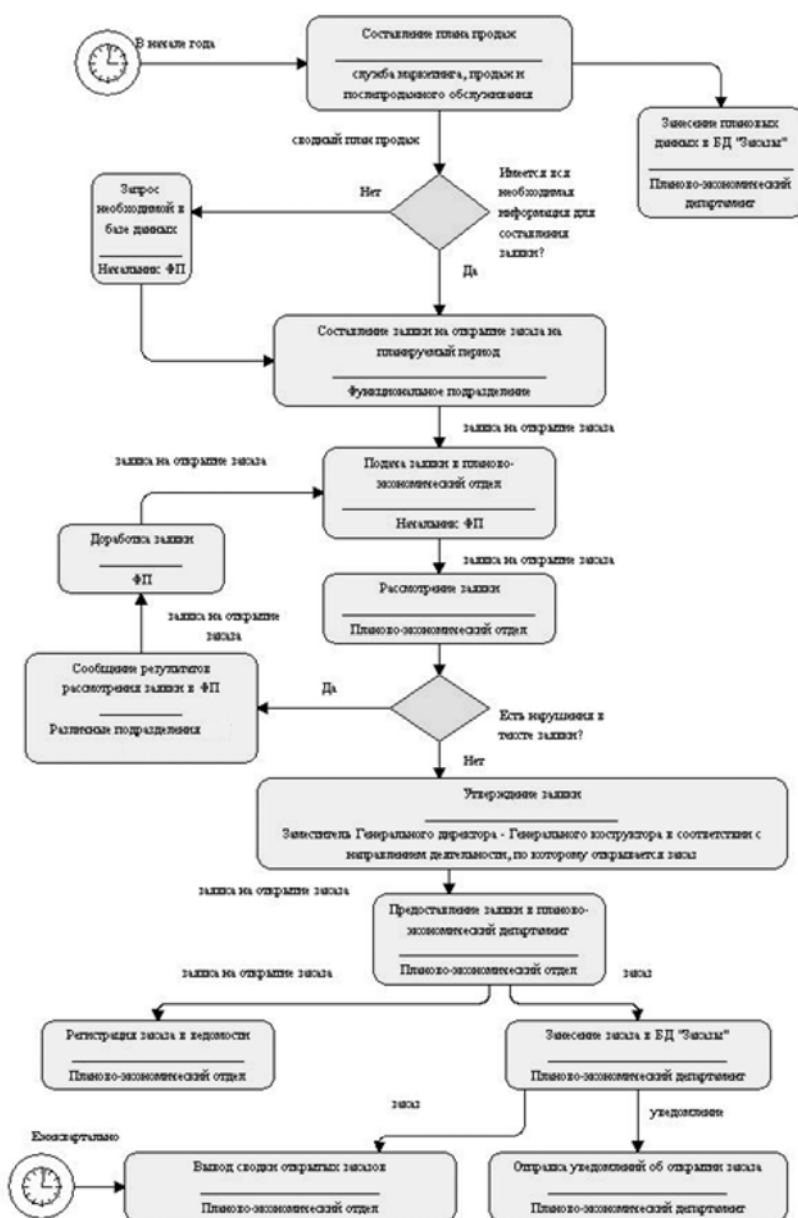 В начале года
Составление плана продаж
служба маркетинга, продаж и
послепродажного обслуживания
Занесение плановых
данных в БД "Заказы"
Планово-экономический
департамент
сводный план продаж
Имеется вся
необходимая
информация для
составления
заявки?
Нет
Запрос
необходимой в
базе данных
Начальник ФП
Да
Составление заявки на открытие заказа на
планируемый период
Функциональное подразделение
заявка на открытие заказа
заявка на открытие заказа
Подача заявки в планово-
экономический отдел
Начальник ФП
Доработка заявки
ФП
заявка на открытие заказа
Рассмотрение заявки
Планово-экономический отдел
заявка на открытие
заказа
Сообщение результатов
рассмотрения заявки в ФП
Различные подразделения
Да
Есть нарушения в
тексте заявки?
Нет
Утверждение заявки
Заместитель Генерального директора - Генерального коструктора в соответствии с
направлением деятельности, по которому открывается заказ
заявка на открытие заказа
Предоставление заявки в планово-
экономический департамент
Планово-экономический отдел
заявка на открытие заказа
заказ
Регистрация заказа в ведомости
Планово-экономический отдел
Занесение заказа в БД "Заказы"
Планово-экономический департамент
заказ
уведомление
Ежеквартально
Вывод сводки открытых заказов
Планово-экономический отдел
Отправка уведомлений об открытии заказа
Планово-экономический департамент